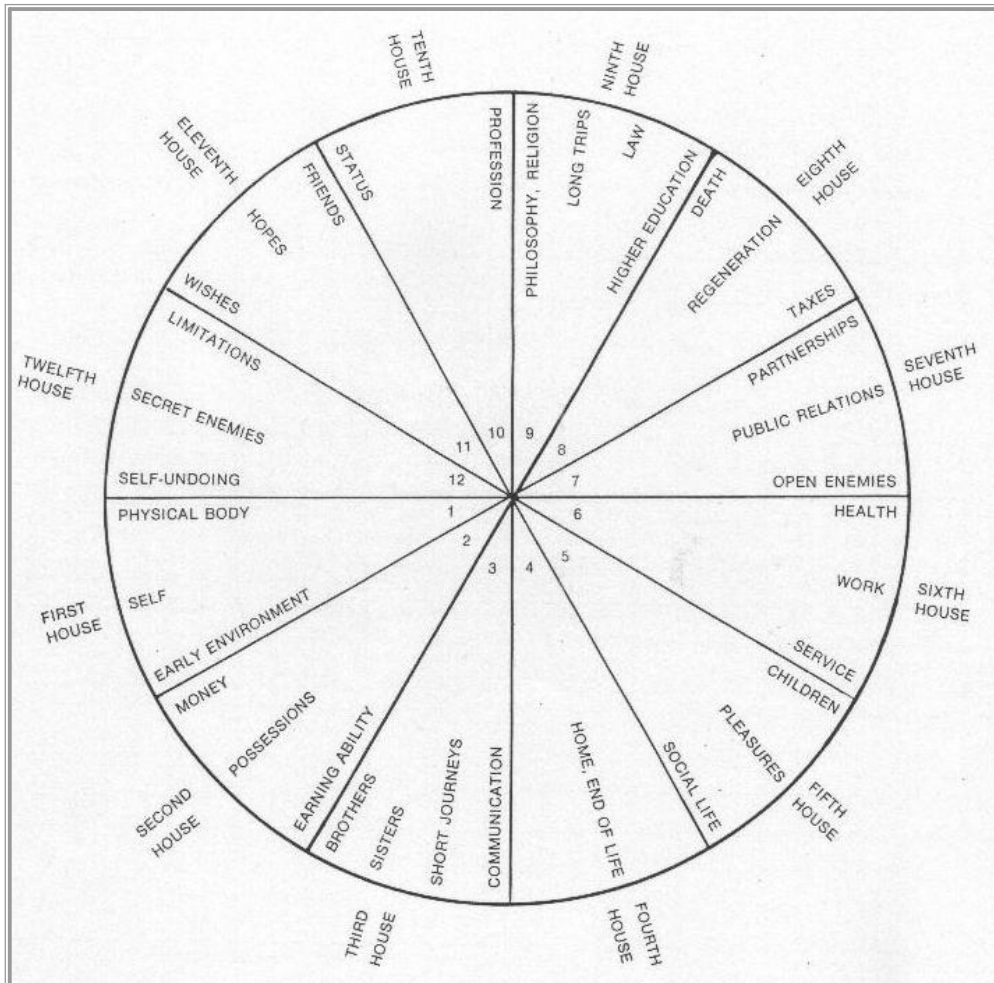 TENTH
HOUSE
NINTH
HOUSE
ELEVENTH
HOUSE
EIGHTH
HOUSE
STATUS
PROFESSION
PHILOSOPHY, RELIGION
LONG TRIPS
LAW
HIGHER EDUCATION
DEATH
REGENERATION
TAXES
FRIENDS
HOPES
WISHES
PARTNERSHIPS
PUBLIC RELATIONS
OPEN ENEMIES
SEVENTH
HOUSE
TWELFTH
HOUSE
LIMITATIONS
SECRET ENEMIES
SELF-UNDOING
10
9
11
8
12
7
1
6
2
5
3
4
PHYSICAL BODY
SELF
EARLY ENVIRONMENT
FIRST
HOUSE
HEALTH
WORK
SERVICE
SIXTH
HOUSE
MONEY
POSSESSIONS
EARNING ABILITY
SECOND
HOUSE
BROTHERS
SISTERS
SHORT JOURNEYS
COMMUNICATION
THIRD
HOUSE
HOME, END OF LIFE
FOURTH
HOUSE
SOCIAL LIFE
PLEASURES
CHILDREN
FIFTH
HOUSE